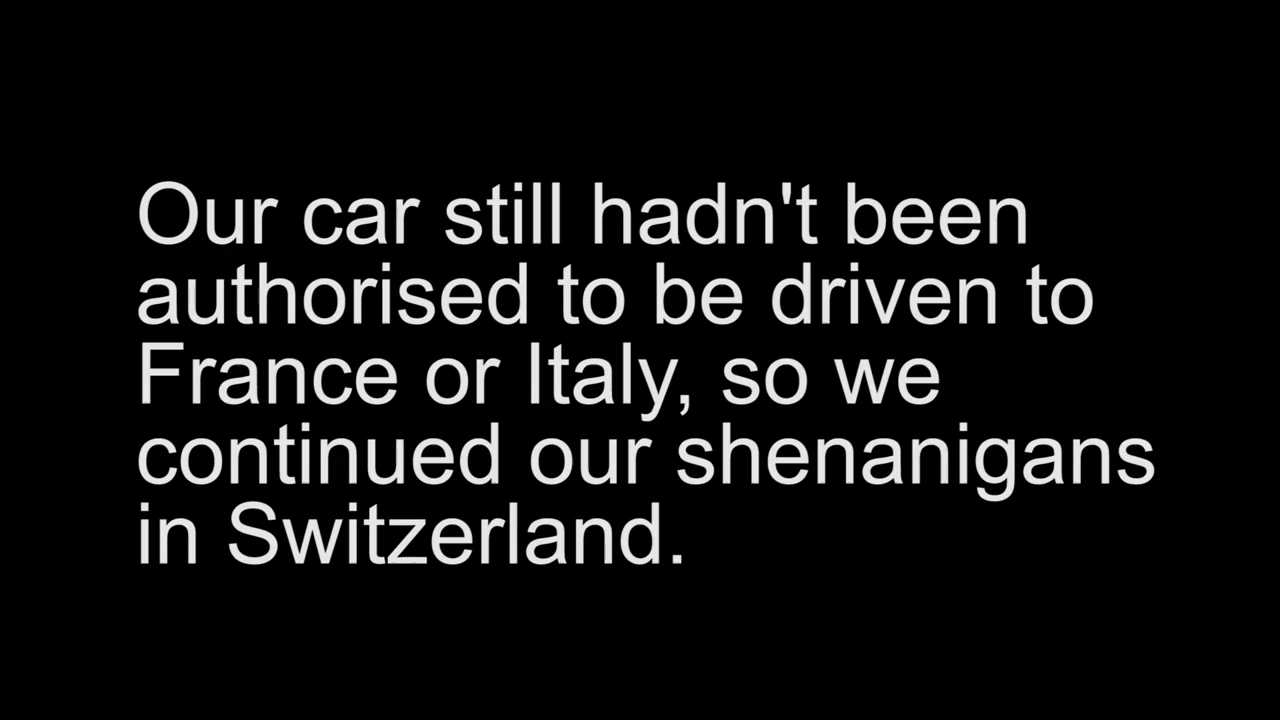 Our car still hadn't been
authorised to be driven to
France or Italy, so we
continued our shenanigans
in Switzerland.